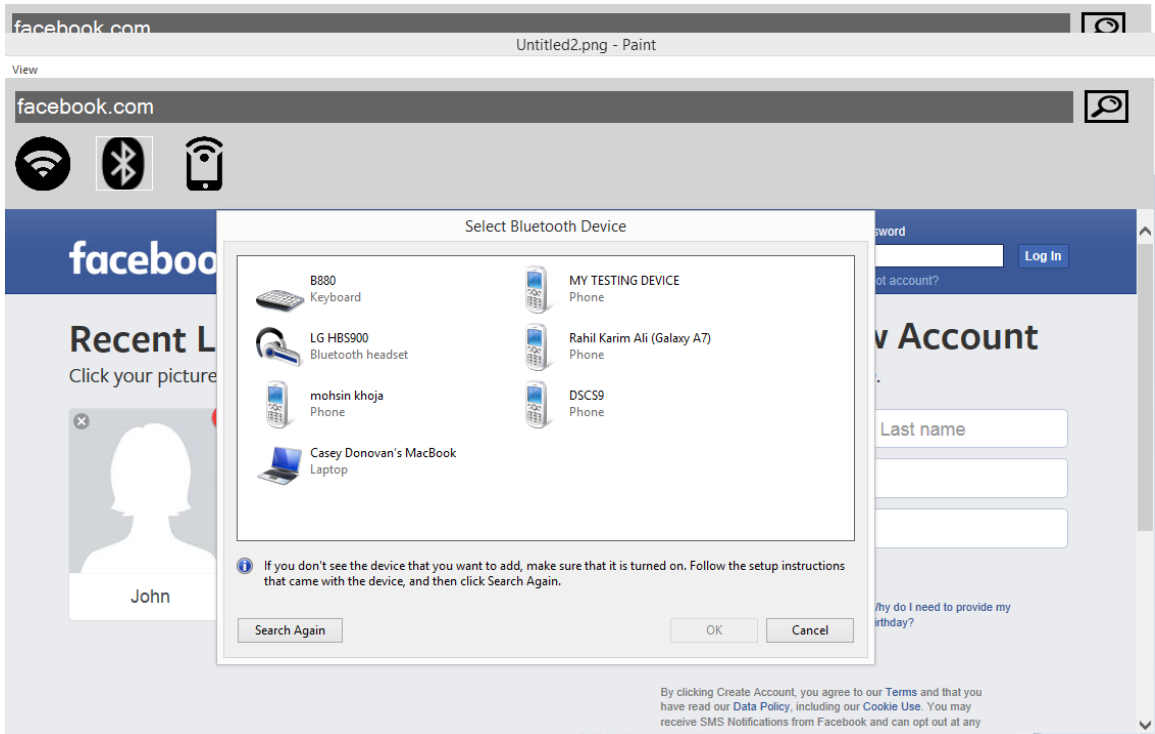 facebook.com
Untitled2.png - Paint
View
facebook.com
Select Bluetooth Device
sword
faceboo
Log In
ot account?
B880
Keyboard
MY TESTING DEVICE
Phone
LG HBS900
Bluetooth headset
Rahil Karim Ali (Galaxy A7)
Phone
mohsin khoja
Phone
DSCS9
Phone
Casey Donovan's MacBook
Laptop
Recent L
w Account
Click your picture
Last name
If you don't see the device that you want to add, make sure that it is turned on. Follow the setup instructions
that came with the device, and then click Search Again.
John
Search Again
OK
Cancel
Why do I need to provide my
irthday?
By clicking Create Account, you agree to our Terms and that you
have read our Data Policy, including our Cookie Use. You may
receive SMS Notifications from Facebook and can opt out at any